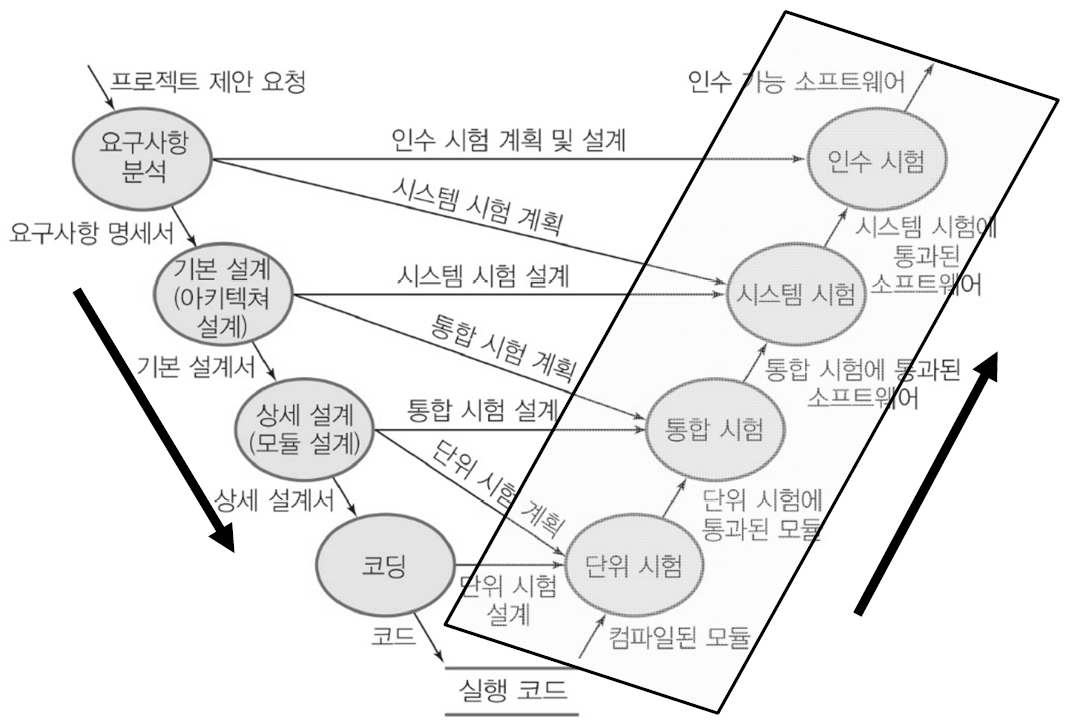 프로젝트 제안 요청
인수 가능 소프트웨어
요구사항
분석
인수 시험 계획 및 설계
인수 시험
시스템 시험 계획
요구사항 명세서
시스템 시험에
통과된
소프트웨어
기본 설계
(아키텍쳐
설계)
시스템 시험 설계
시스템 시험
통합 시험 계획
기본 설계서
통합 시험에 통과된
소프트웨어
상세 설계
(모듈 설계)
통합 시험 설계
통합 시험
단위 시험 계획
상세 설계서
단위 시험에
통과된 모듈
코딩
단위 시험
설계
단위 시험
코드
컴파일된 모듈
실행 코드